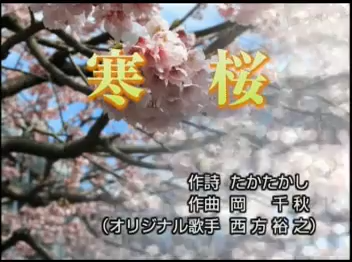 寒 桜
作詩 たかたかし
作曲 岡 千秋
(オリジナル歌手 西方裕之)